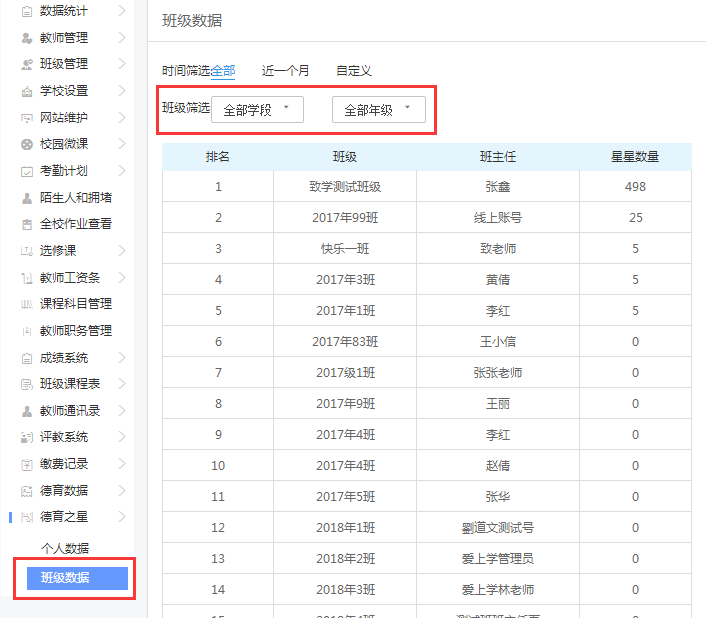 数据统计
教师管理
班级管理
学校设置
网站维护
校园微课
考勤计划
陌生人和拥堵
全校作业查看
选修课
教师工资条
课程科目管理
教师职务管理
成绩系统
班级课程表
教师通讯录
评教系统
缴费记录
德育数据
德育之星
个人数据
班级数据
班级数据
时间筛选 全部 近一个月 自定义
班级筛选 全部学段 全部年级
排名 班级 班主任 星星数量
1 致学测试班级 张鑫 498
2 2017年99班 线上账号 25
3 快乐一班 致老师 5
4 2017年3班 黄倩 5
5 2017年1班 李红 5
6 2017年83班 王小信 0
7 2017级1班 张张老师 0
8 2017年9班 王丽 0
9 2017年4班 李红 0
10 2017年4班 赵倩 0
11 2017年5班 张华 0
12 2018年1班 劉道文测试号 0
13 2018年2班 爱上学管理员 0
14 2018年3班 爱上学林老师 0